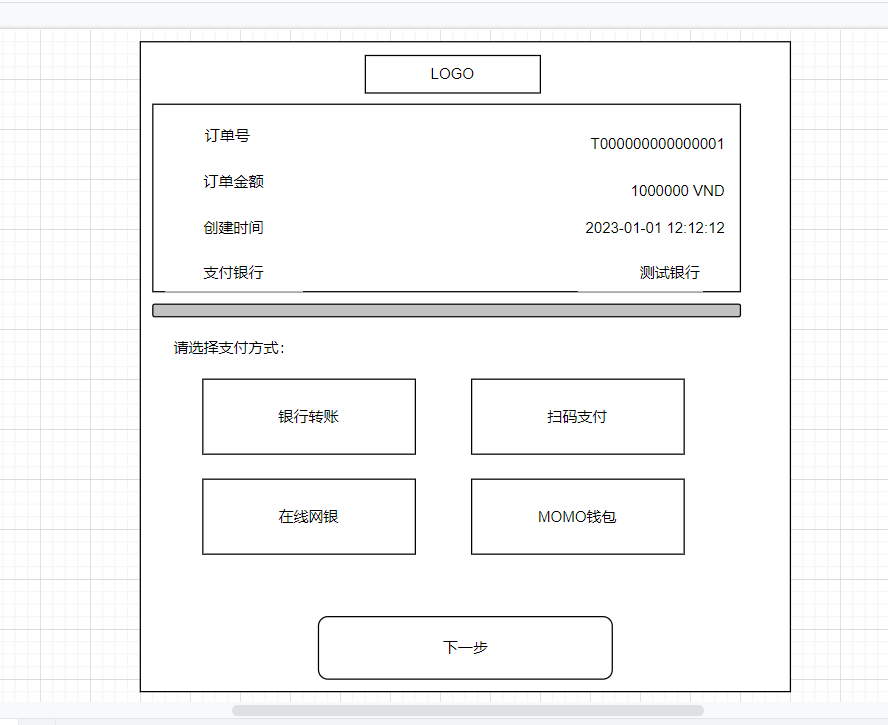 LOGO
订单号 T000000000000001
订单金额 1000000 VND
创建时间 2023-01-01 12:12:12
支付银行 测试银行
请选择支付方式：
银行转账 扫码支付
在线网银 MOMO钱包
下一步